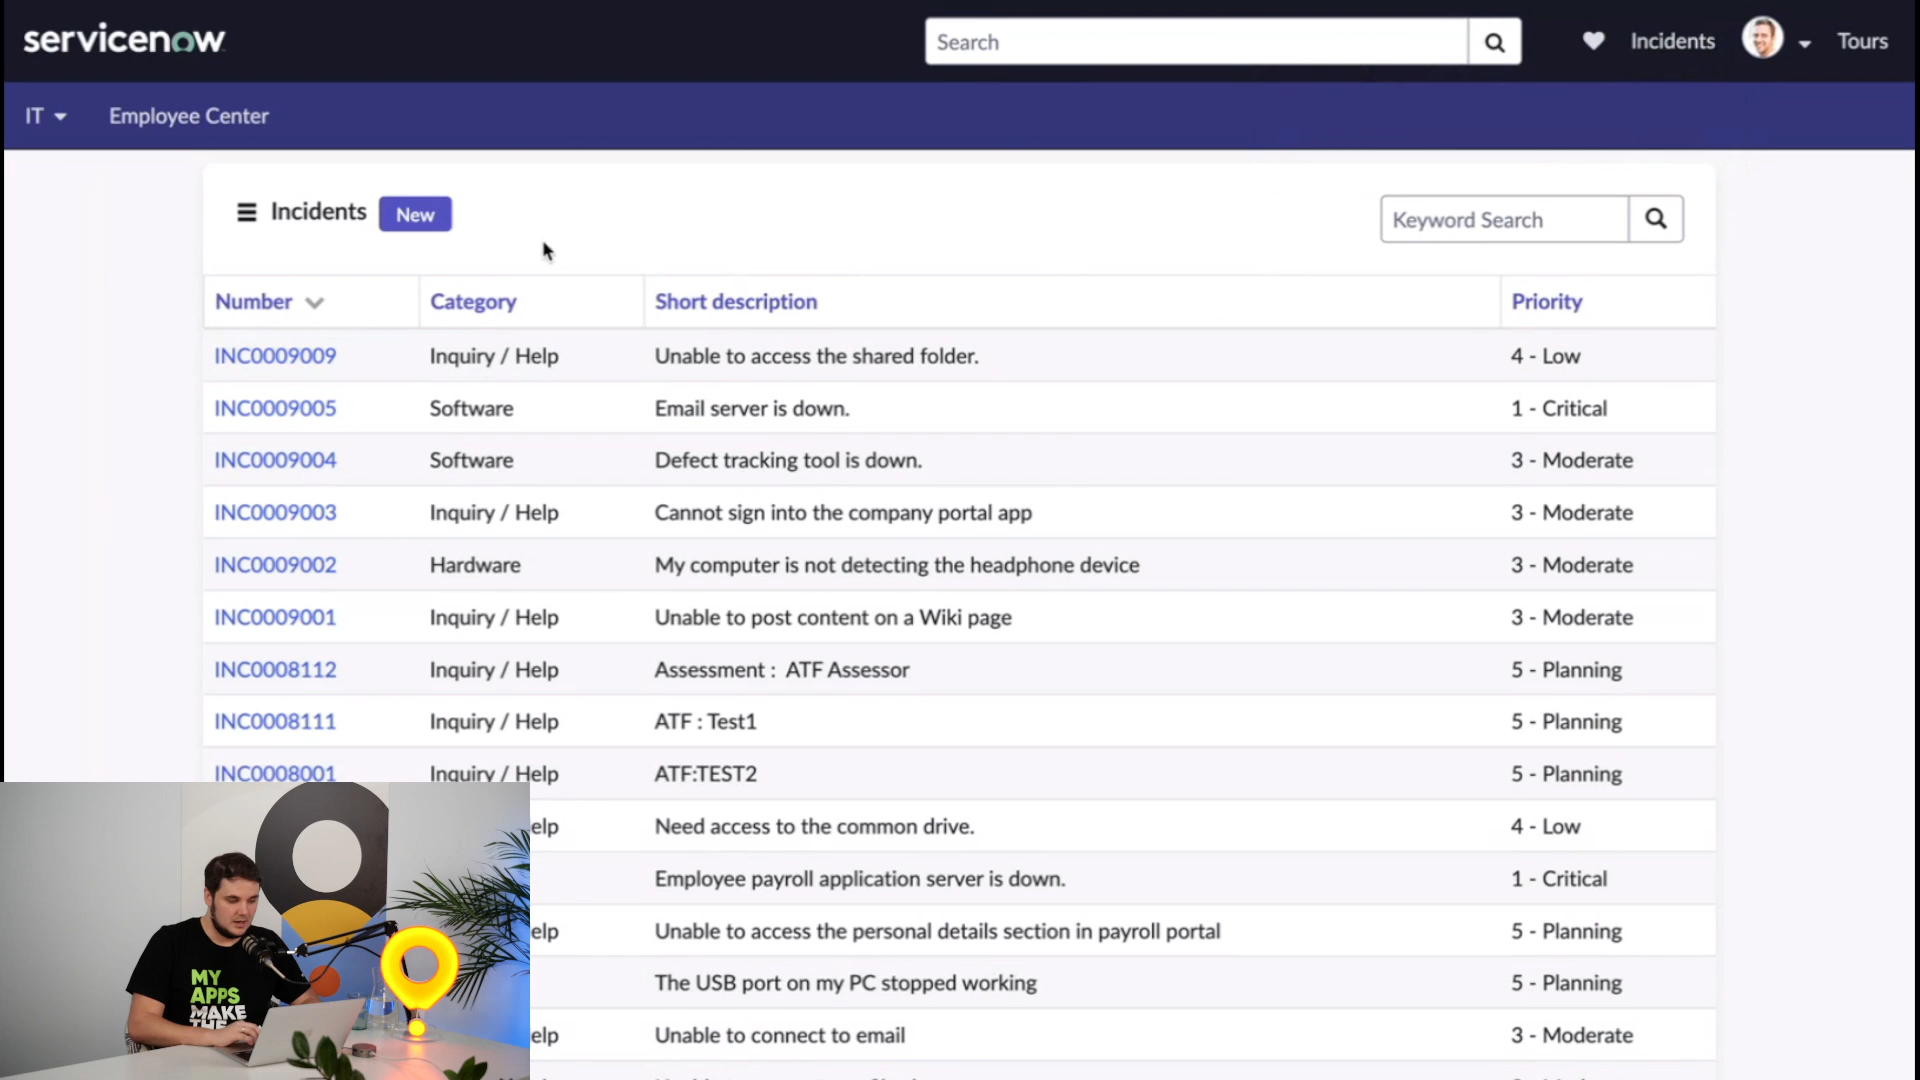 servicenow
Search
Incidents
Tours
IT
Employee Center
Incidents New
Keyword Search
Number Category Short description Priority
INC0009009 Inquiry / Help Unable to access the shared folder. 4 - Low
INC0009005 Software Email server is down. 1 - Critical
INC0009004 Software Defect tracking tool is down. 3 - Moderate
INC0009003 Inquiry / Help Cannot sign into the company portal app 3 - Moderate
INC0009002 Hardware My computer is not detecting the headphone device 3 - Moderate
INC0009001 Inquiry / Help Unable to post content on a Wiki page 3 - Moderate
INC0008112 Inquiry / Help Assessment : ATF Assessor 5 - Planning
INC0008111 Inquiry / Help ATF : Test1 5 - Planning
INC0008001 Inquiry / Help ATF:TEST2 5 - Planning
elp Need access to the common drive. 4 - Low
Employee payroll application server is down. 1 - Critical
elp Unable to access the personal details section in payroll portal 5 - Planning
The USB port on my PC stopped working 5 - Planning
elp Unable to connect to email 3 - Moderate
MY
APPS
MAKE
THE